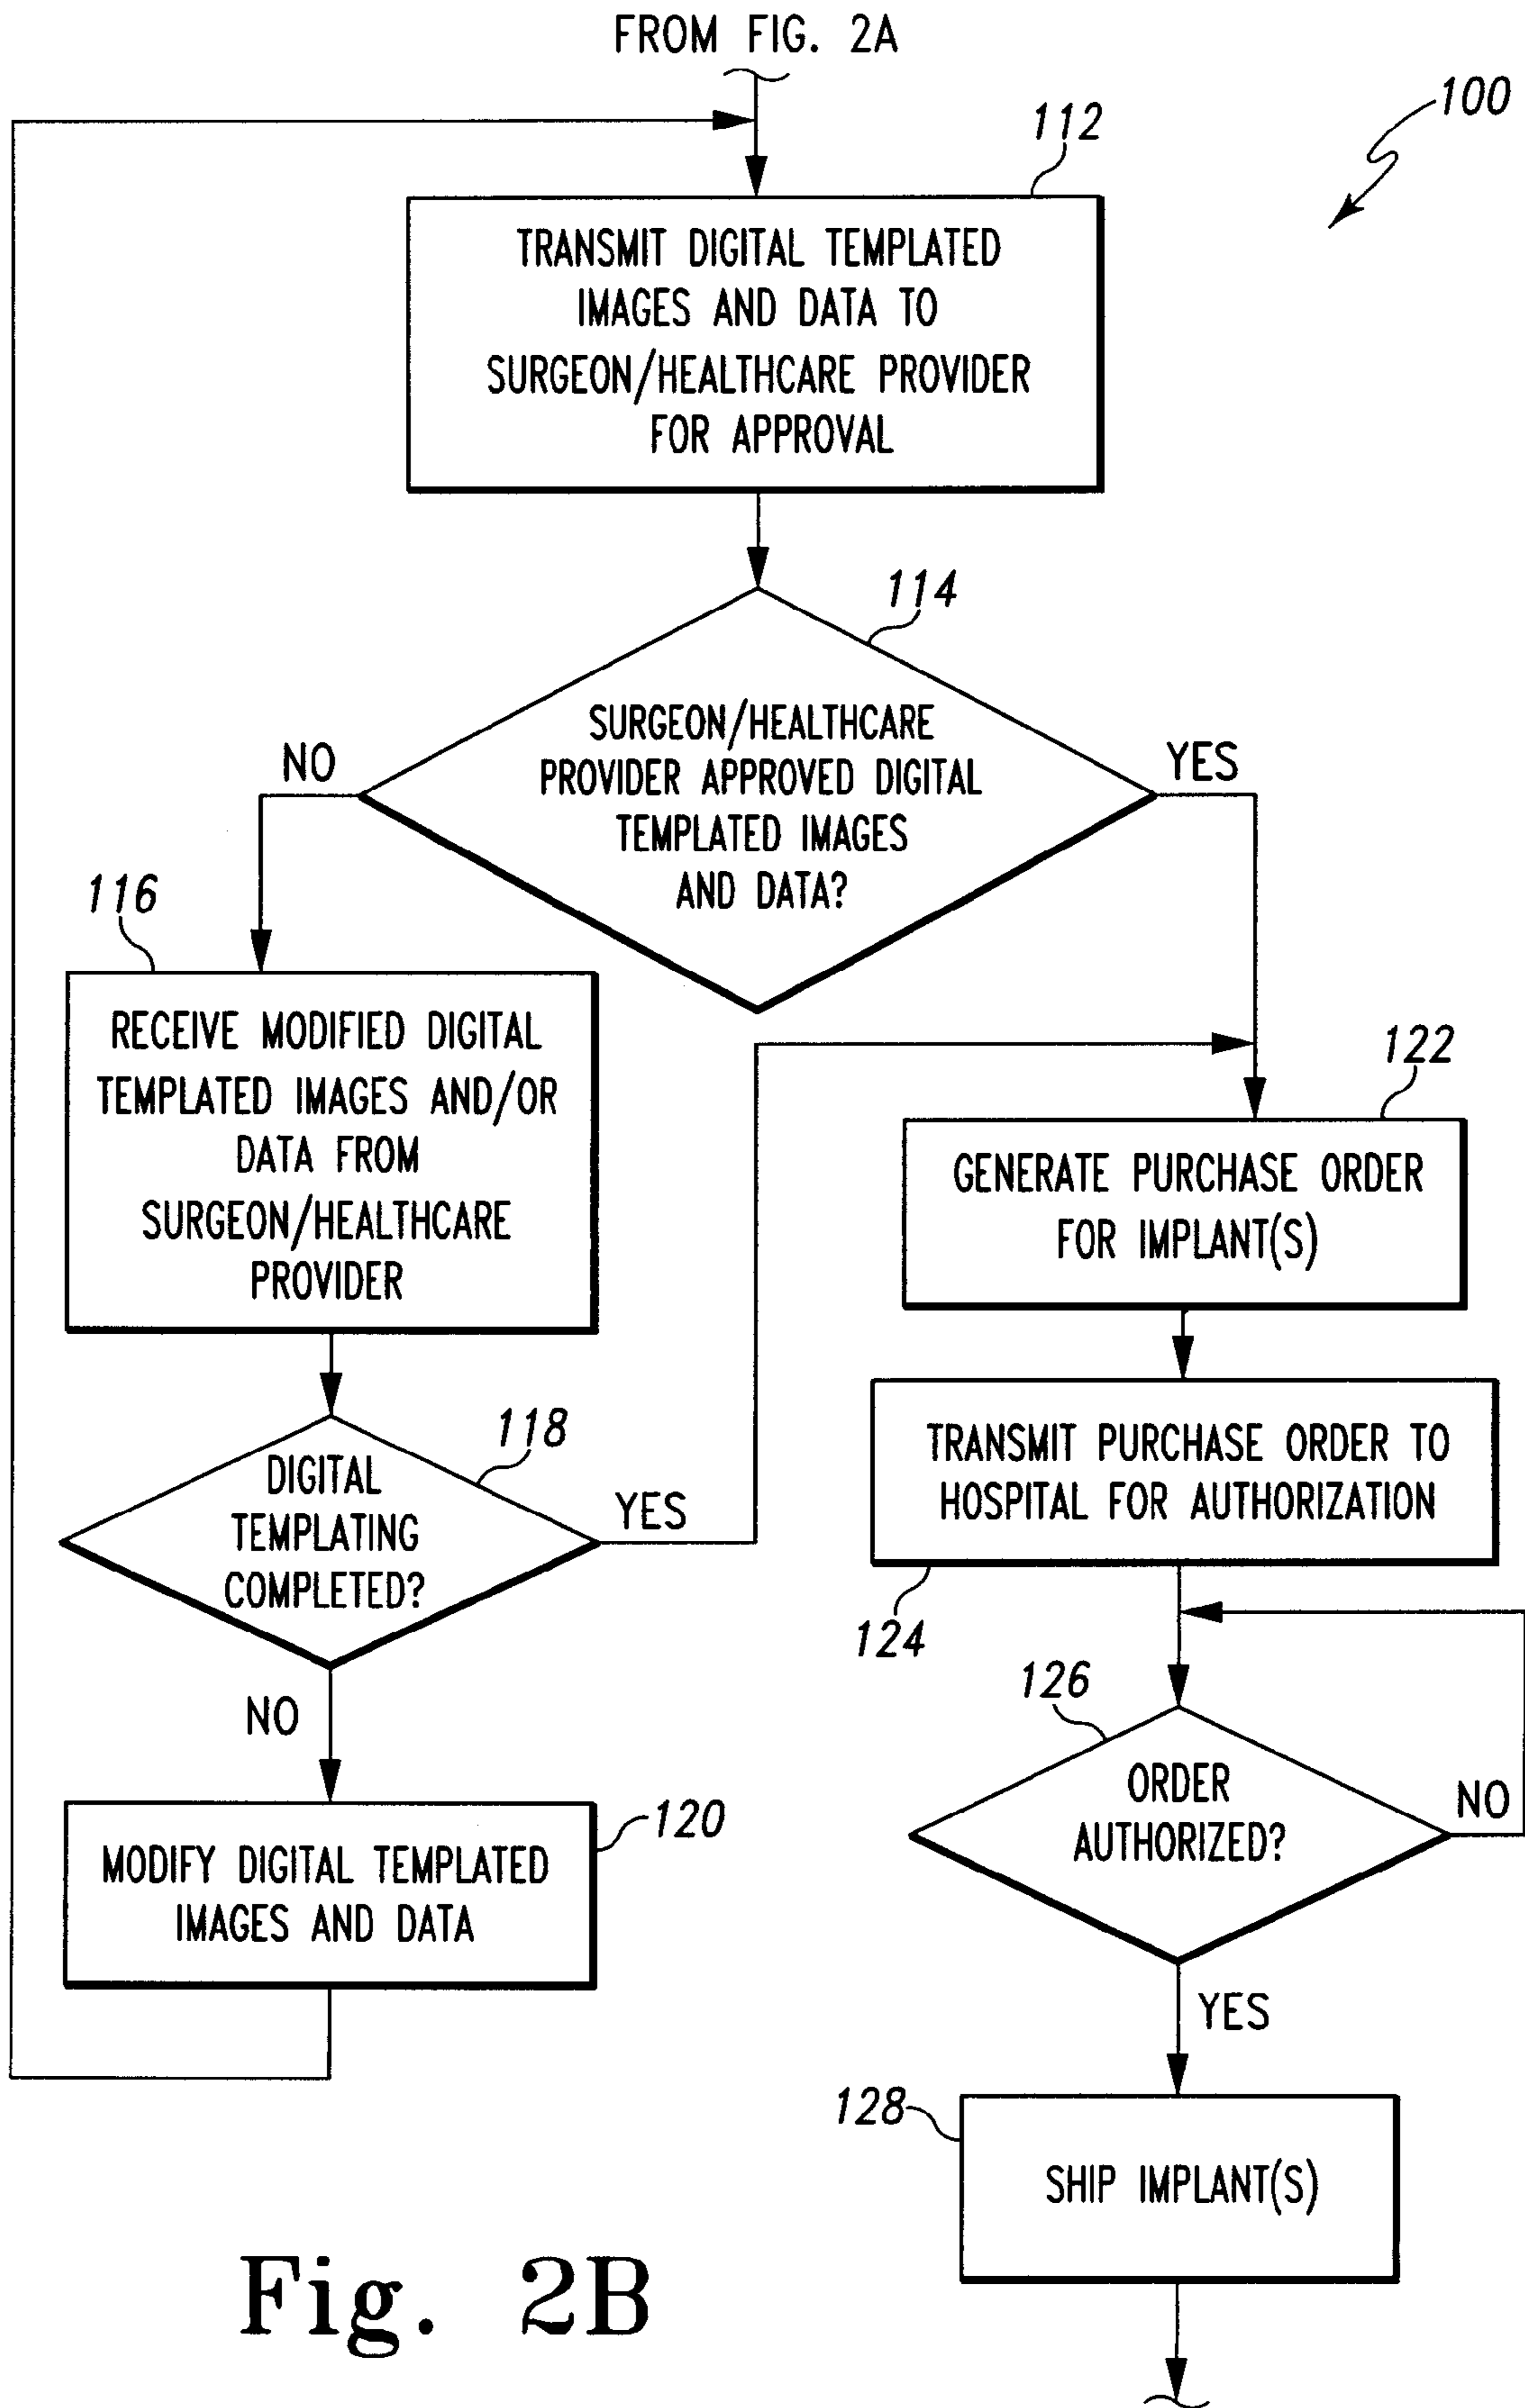 FROM FIG. 2A
100
112
TRANSMIT DIGITAL TEMPLATED
IMAGES AND DATA TO
SURGEON/HEALTHCARE PROVIDER
FOR APPROVAL
114
SURGEON/HEALTHCARE
PROVIDER APPROVED DIGITAL
TEMPLATED IMAGES
AND DATA?
NO
YES
116
RECEIVE MODIFIED DIGITAL
TEMPLATED IMAGES AND/OR
DATA FROM
SURGEON/HEALTHCARE
PROVIDER
118
DIGITAL
TEMPLATING
COMPLETED?
YES
NO
120
MODIFY DIGITAL TEMPLATED
IMAGES AND DATA
122
GENERATE PURCHASE ORDER
FOR IMPLANT(S)
TRANSMIT PURCHASE ORDER TO
HOSPITAL FOR AUTHORIZATION
124
126
ORDER
AUTHORIZED?
NO
YES
128
SHIP IMPLANT(S)
Fig. 2B